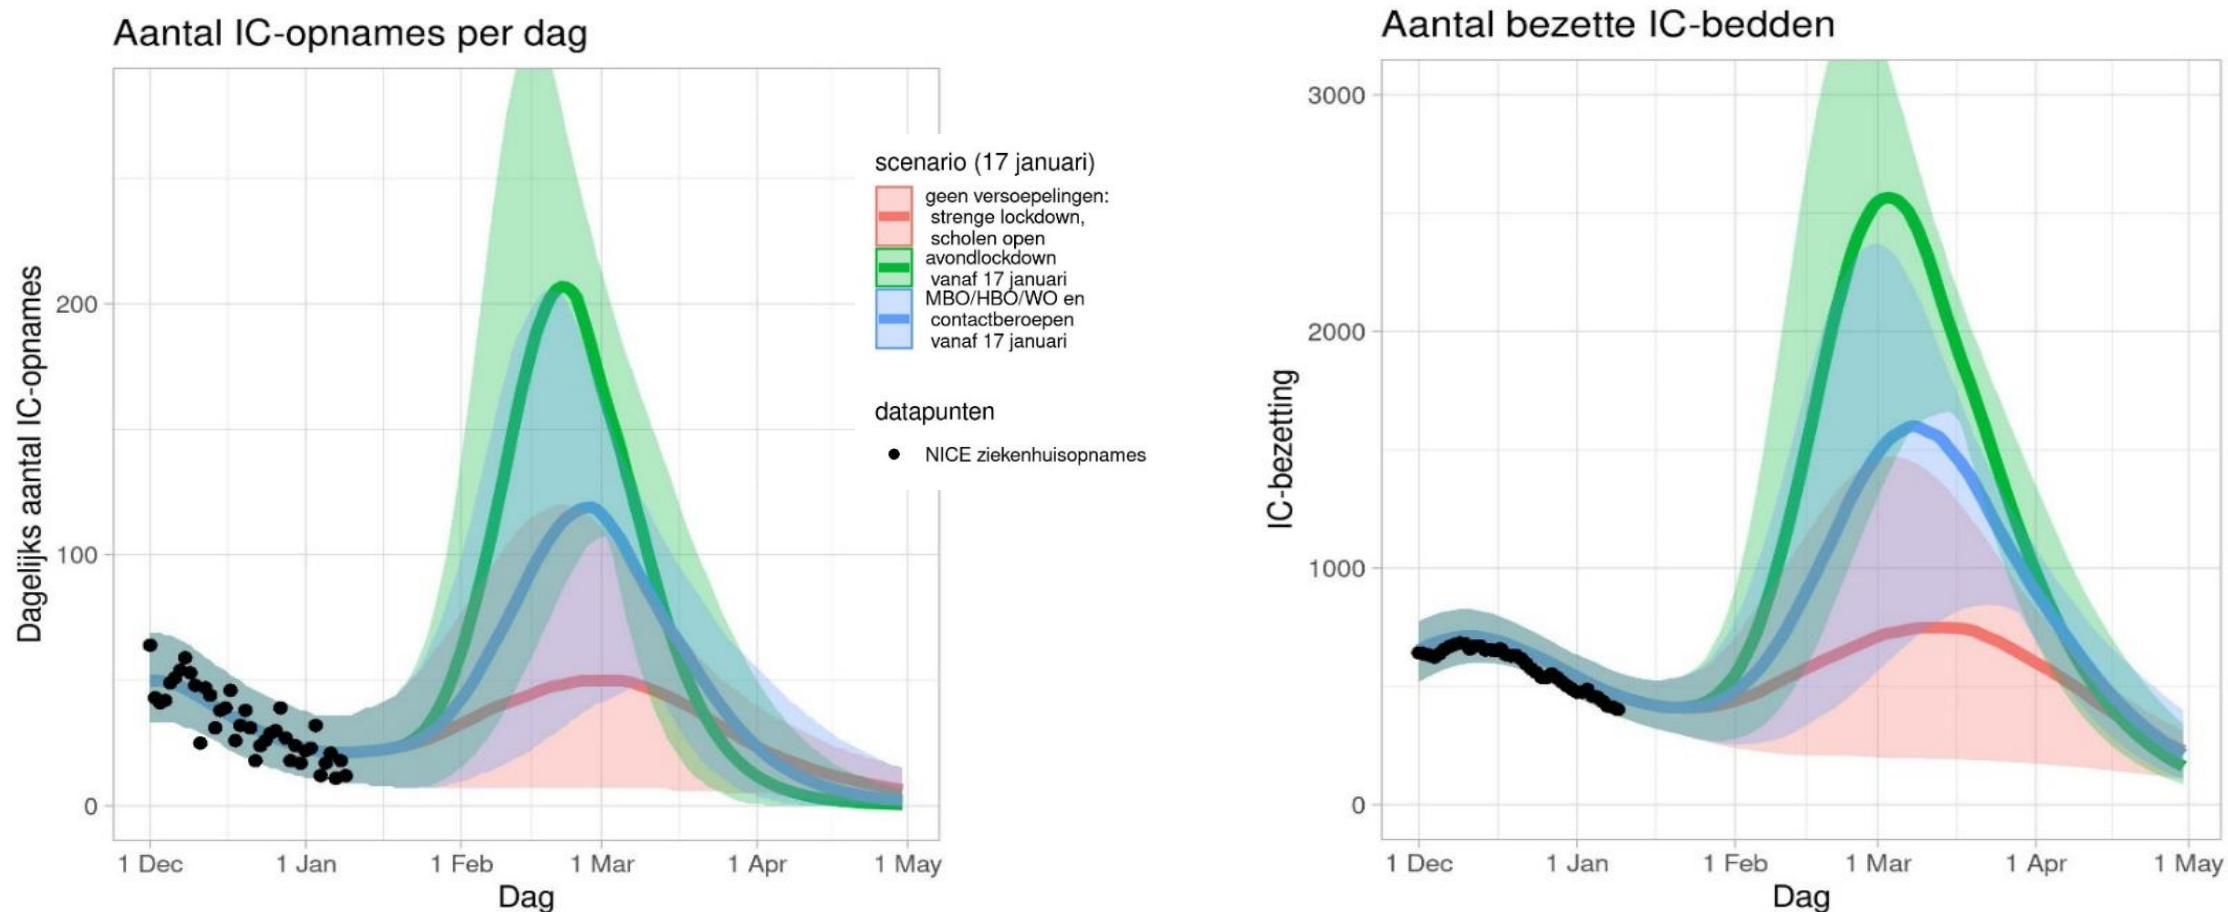 Aantal IC-opnames per dag
Dagelijks aantal IC-opnames
200
100
0
1 Dec
1 Jan
1 Feb
1 Mar
1 Apr
1 May
Dag
scenario (17 januari)
geen versoepelingen:
strenge lockdown,
scholen open
avondlockdown
vanaf 17 januari
MBO/HBO/WO en
contactberoepen
vanaf 17 januari
datapunten
NICE ziekenhuisopnames
Aantal bezette IC-bedden
IC-bezetting
3000
2000
1000
0
1 Dec
1 Jan
1 Feb
1 Mar
1 Apr
1 May
Dag